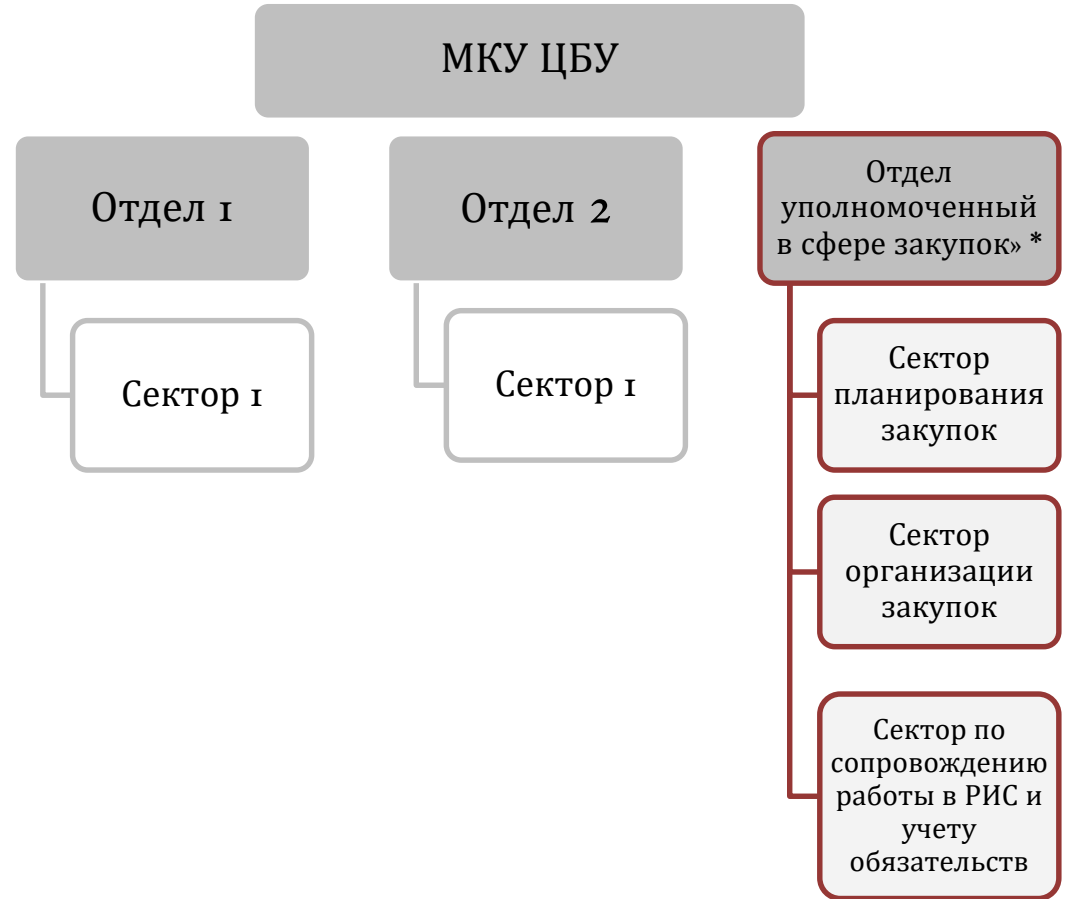 МКУ ЦБУ
Отдел 1
Отдел 2
Отдел
уполномоченный
в сфере закупок» *
Сектор 1
Сектор 1
Сектор
планирования
закупок
Сектор
организации
закупок
Сектор по
сопровождению
работы в РИС и
учету
обязательств